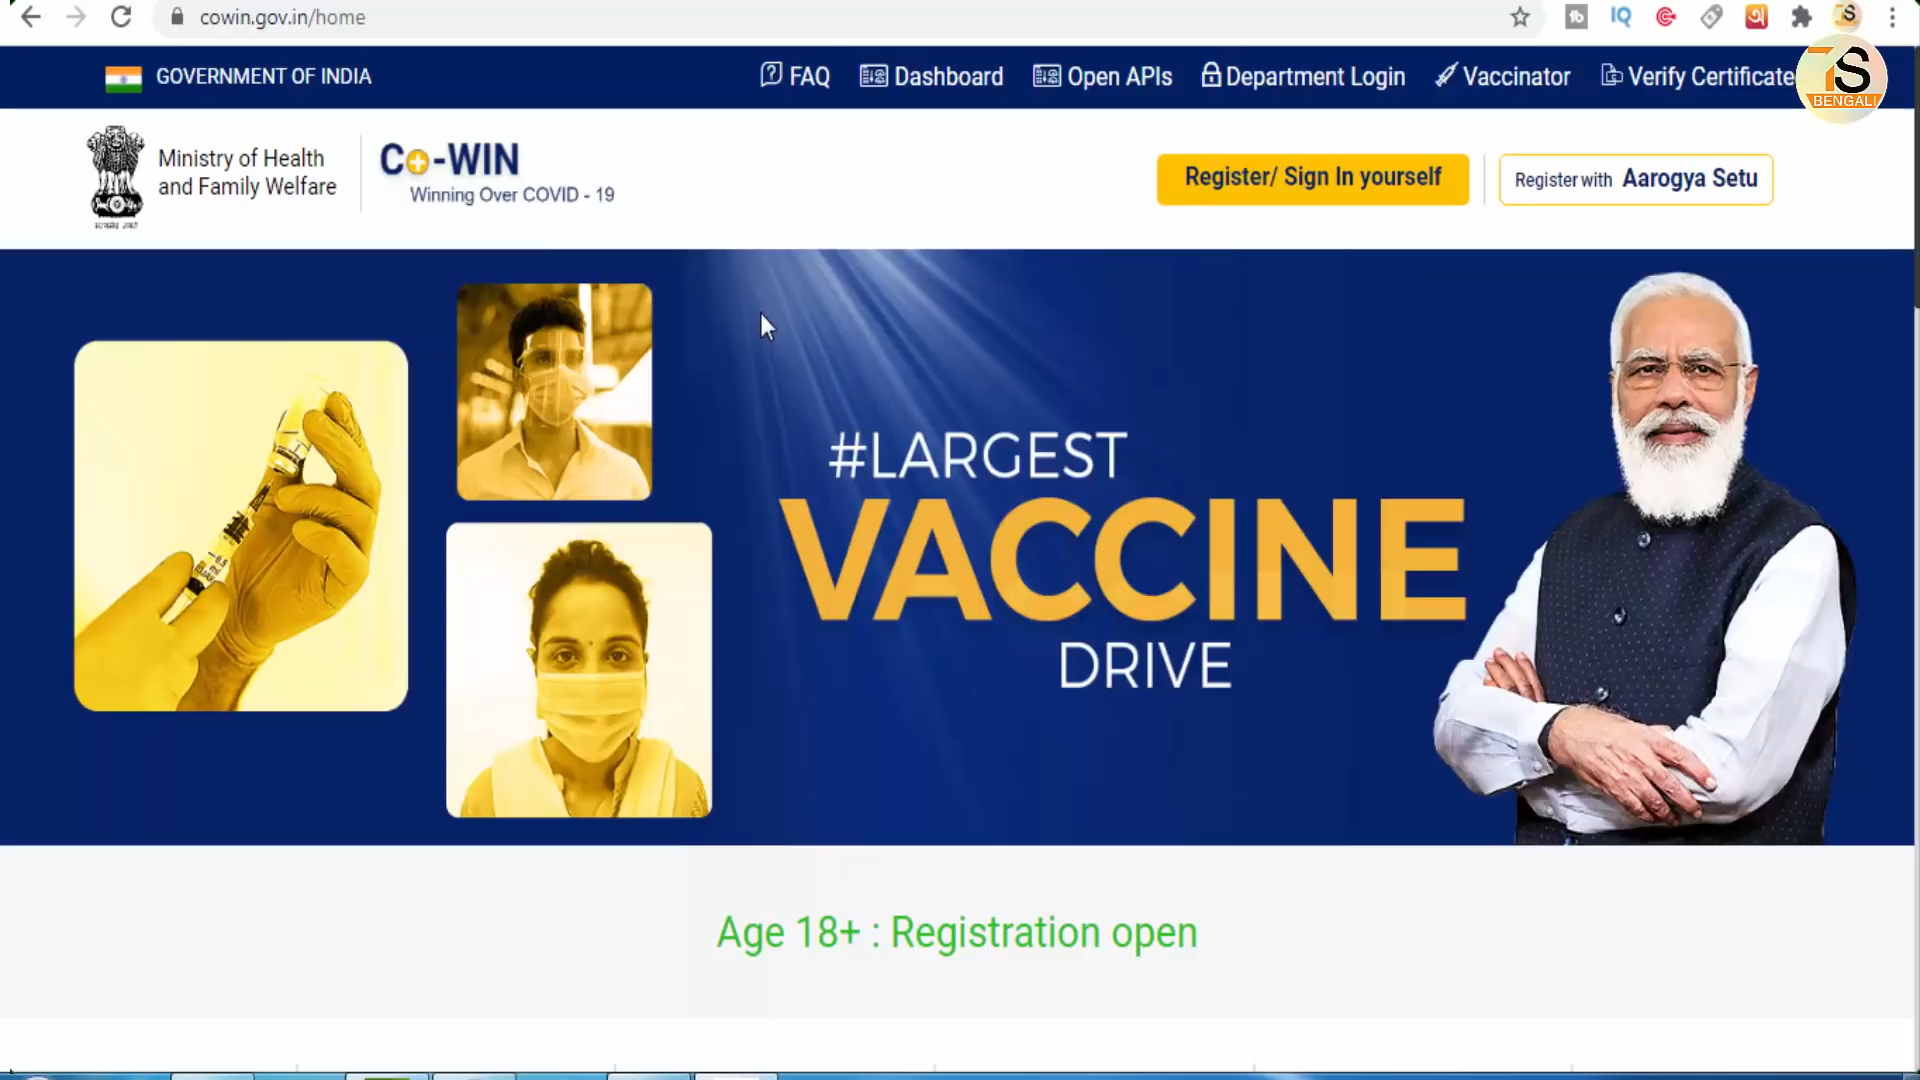 cowin.gov.in/home
GOVERNMENT OF INDIA
FAQ
Dashboard
Open APIs
Department Login
Vaccinator
Verify Certificate
S
BENGALI
Ministry of Health
and Family Welfare
Co-WIN
Winning Over COVID - 19
Register/ Sign In yourself
Register with Aarogya Setu
#LARGEST
VACCINE
DRIVE
Age 18+ : Registration open